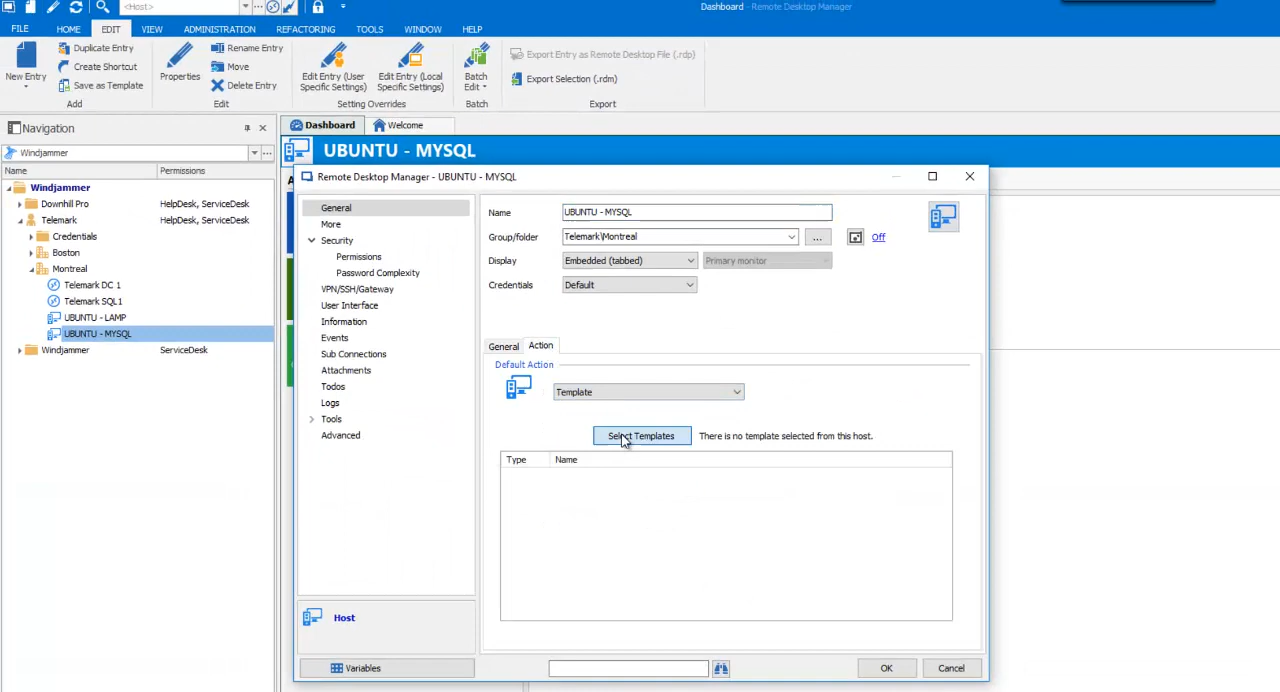 <Host>
Dashboard - Remote Desktop Manager
FILE HOME EDIT VIEW ADMINISTRATION REFACTORING TOOLS WINDOW HELP
New Entry
Duplicate Entry
Create Shortcut
Save as Template
Add
Properties
Rename Entry
Move
Delete Entry
Edit
Edit Entry (User
Specific Settings)
Edit Entry (Local
Specific Settings)
Setting Overrides
Batch
Edit
Batch
Export Entry as Remote Desktop File (.rdp)
Export Selection (.rdm)
Export
Navigation
Windjammer
Name Permissions
Windjammer
Downhill Pro HelpDesk, ServiceDesk
Telemark HelpDesk, ServiceDesk
Credentials
Boston
Montreal
Telemark DC 1
Telemark SQL1
UBUNTU - LAMP
UBUNTU - MYSQL
Windjammer ServiceDesk
Dashboard Welcome
UBUNTU - MYSQL
Remote Desktop Manager - UBUNTU - MYSQL
General
More
Security
Permissions
Password Complexity
VPN/SSH/Gateway
User Interface
Information
Events
Sub Connections
Attachments
Todos
Logs
Tools
Advanced
Host
Variables
Name UBUNTU - MYSQL
Group/folder Telemark\Montreal ... Off
Display Embedded (tabbed) Primary monitor
Credentials Default
General Action
Default Action
Template
Select Templates There is no template selected from this host.
Type Name
OK Cancel